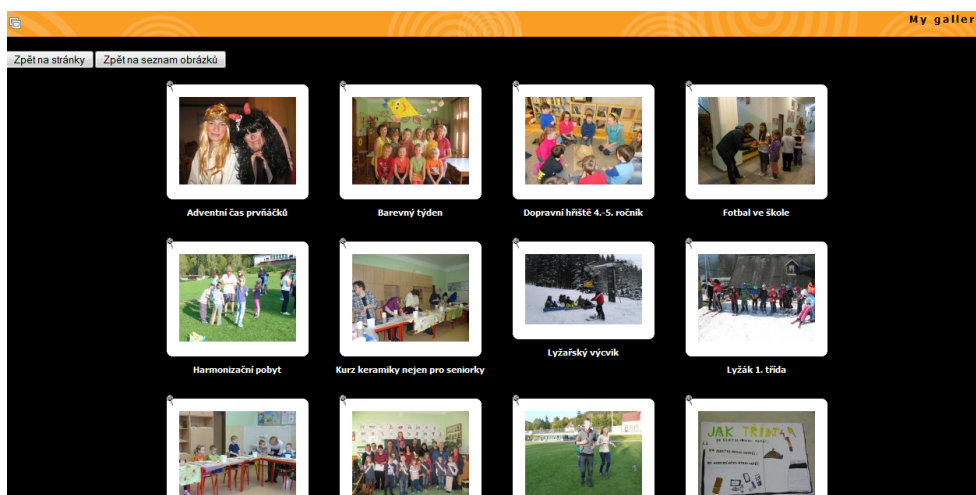 My galler
Zpět na stránky
Zpět na seznam obrázků
Adventní čas prvňáčků
Barevný týden
Dopravní hřiště 4.-5. ročník
Fotbal ve škole
Harmonizační pobyt
Kurz keramiky nejen pro seniorky
Lyžařský výcvik
Lyžák 1. třída
JAK TŘÍDÍM